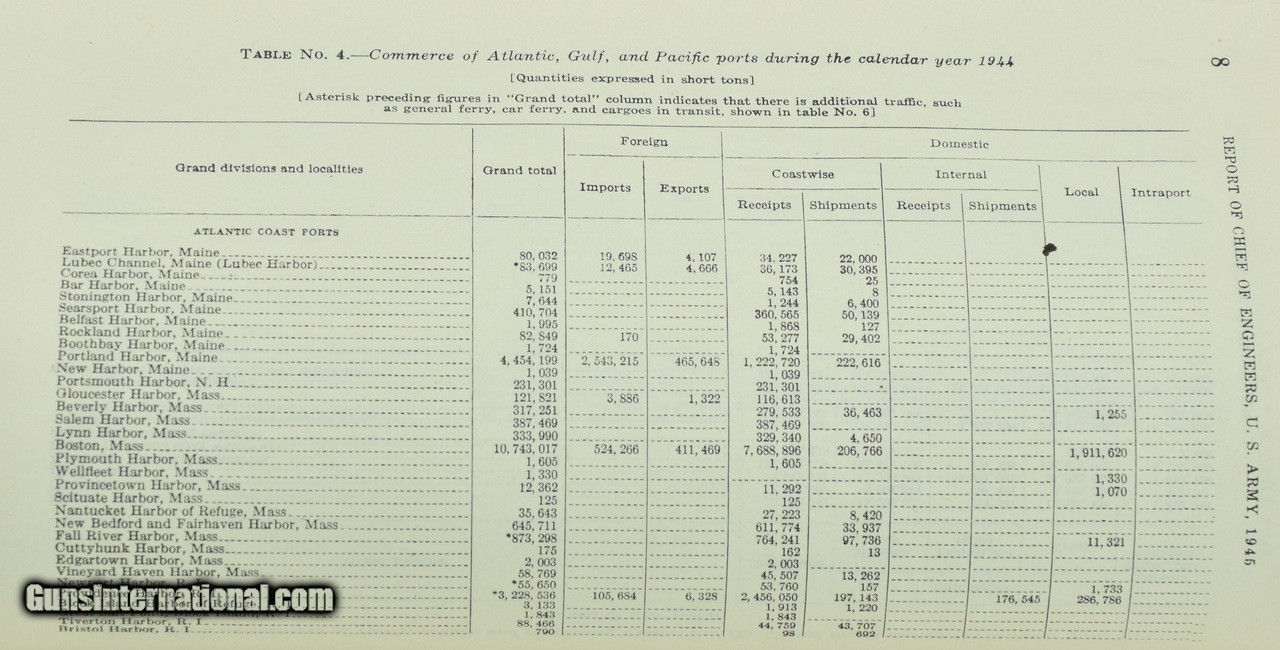 TABLE No. 4.—Commerce of Atlantic, Gulf, and Pacific ports during the calendar year 1944
[Quantities expressed in short tons]
[Asterisk preceding figures in "Grand total" column indicates that there is additional traffic, such
as general ferry, car ferry, and cargoes in transit, shown in table No. 6]
8
REPORT OF CHIEF OF ENGINEERS, U. S. ARMY, 1945
Foreign Domestic
Grand divisions and localities Grand total Coastwise Internal
Imports Exports Local Intraport
Receipts Shipments Receipts Shipments
ATLANTIC COAST PORTS
Eastport Harbor, Maine 80,032 19,698 4,107 34,227 22,000
Lubec Channel, Maine (Lubec Harbor) *83,699 12,465 4,666 36,173 30,395
Corea Harbor, Maine 779 754 25
Bar Harbor, Maine 5,151 5,143 8
Stonington Harbor, Maine 7,644 1,244 6,400
Searsport Harbor, Maine 410,704 360,565 50,139
Belfast Harbor, Maine 1,995 1,868 127
Rockland Harbor, Maine 82,849 170 53,277 29,402
Boothbay Harbor, Maine 1,724 1,724
Portland Harbor, Maine 4,454,199 2,543,215 465,648 1,222,720 222,616
New Harbor, Maine 1,039 1,039
Portsmouth Harbor, N. H. 231,301 231,301
Gloucester Harbor, Mass 121,821 3,886 1,322 116,613
Beverly Harbor, Mass 317,251 279,533 36,463 1,255
Salem Harbor, Mass 387,469 387,469
Lynn Harbor, Mass 333,990 329,340 4,650
Boston, Mass 10,743,017 524,266 411,469 7,688,896 206,766 1,911,620
Plymouth Harbor, Mass 1,605 1,605
Wellfleet Harbor, Mass 1,330 1,330
Provincetown Harbor, Mass 12,362 11,292 1,070
Scituate Harbor, Mass 125 125
Nantucket Harbor of Refuge, Mass 35,643 27,223 8,420
New Bedford and Fairhaven Harbor, Mass 645,711 611,774 33,937
Fall River Harbor, Mass *873,298 764,241 97,736 11,321
Cuttyhunk Harbor, Mass 175 162 13
Edgartown Harbor, Mass 2,003 2,003
Vineyard Haven Harbor, Mass 58,769 45,507 13,262
*55,650 53,760 157 1,733
*3,228,536 105,684 6,328 2,456,050 197,143 176,545 286,786
3,133 1,913 1,220
1,843 1,843
Tiverton Harbor, R. I. 88,466 44,759 43,707
Bristol Harbor, R. I. 790 98 692
GunsInternational.com